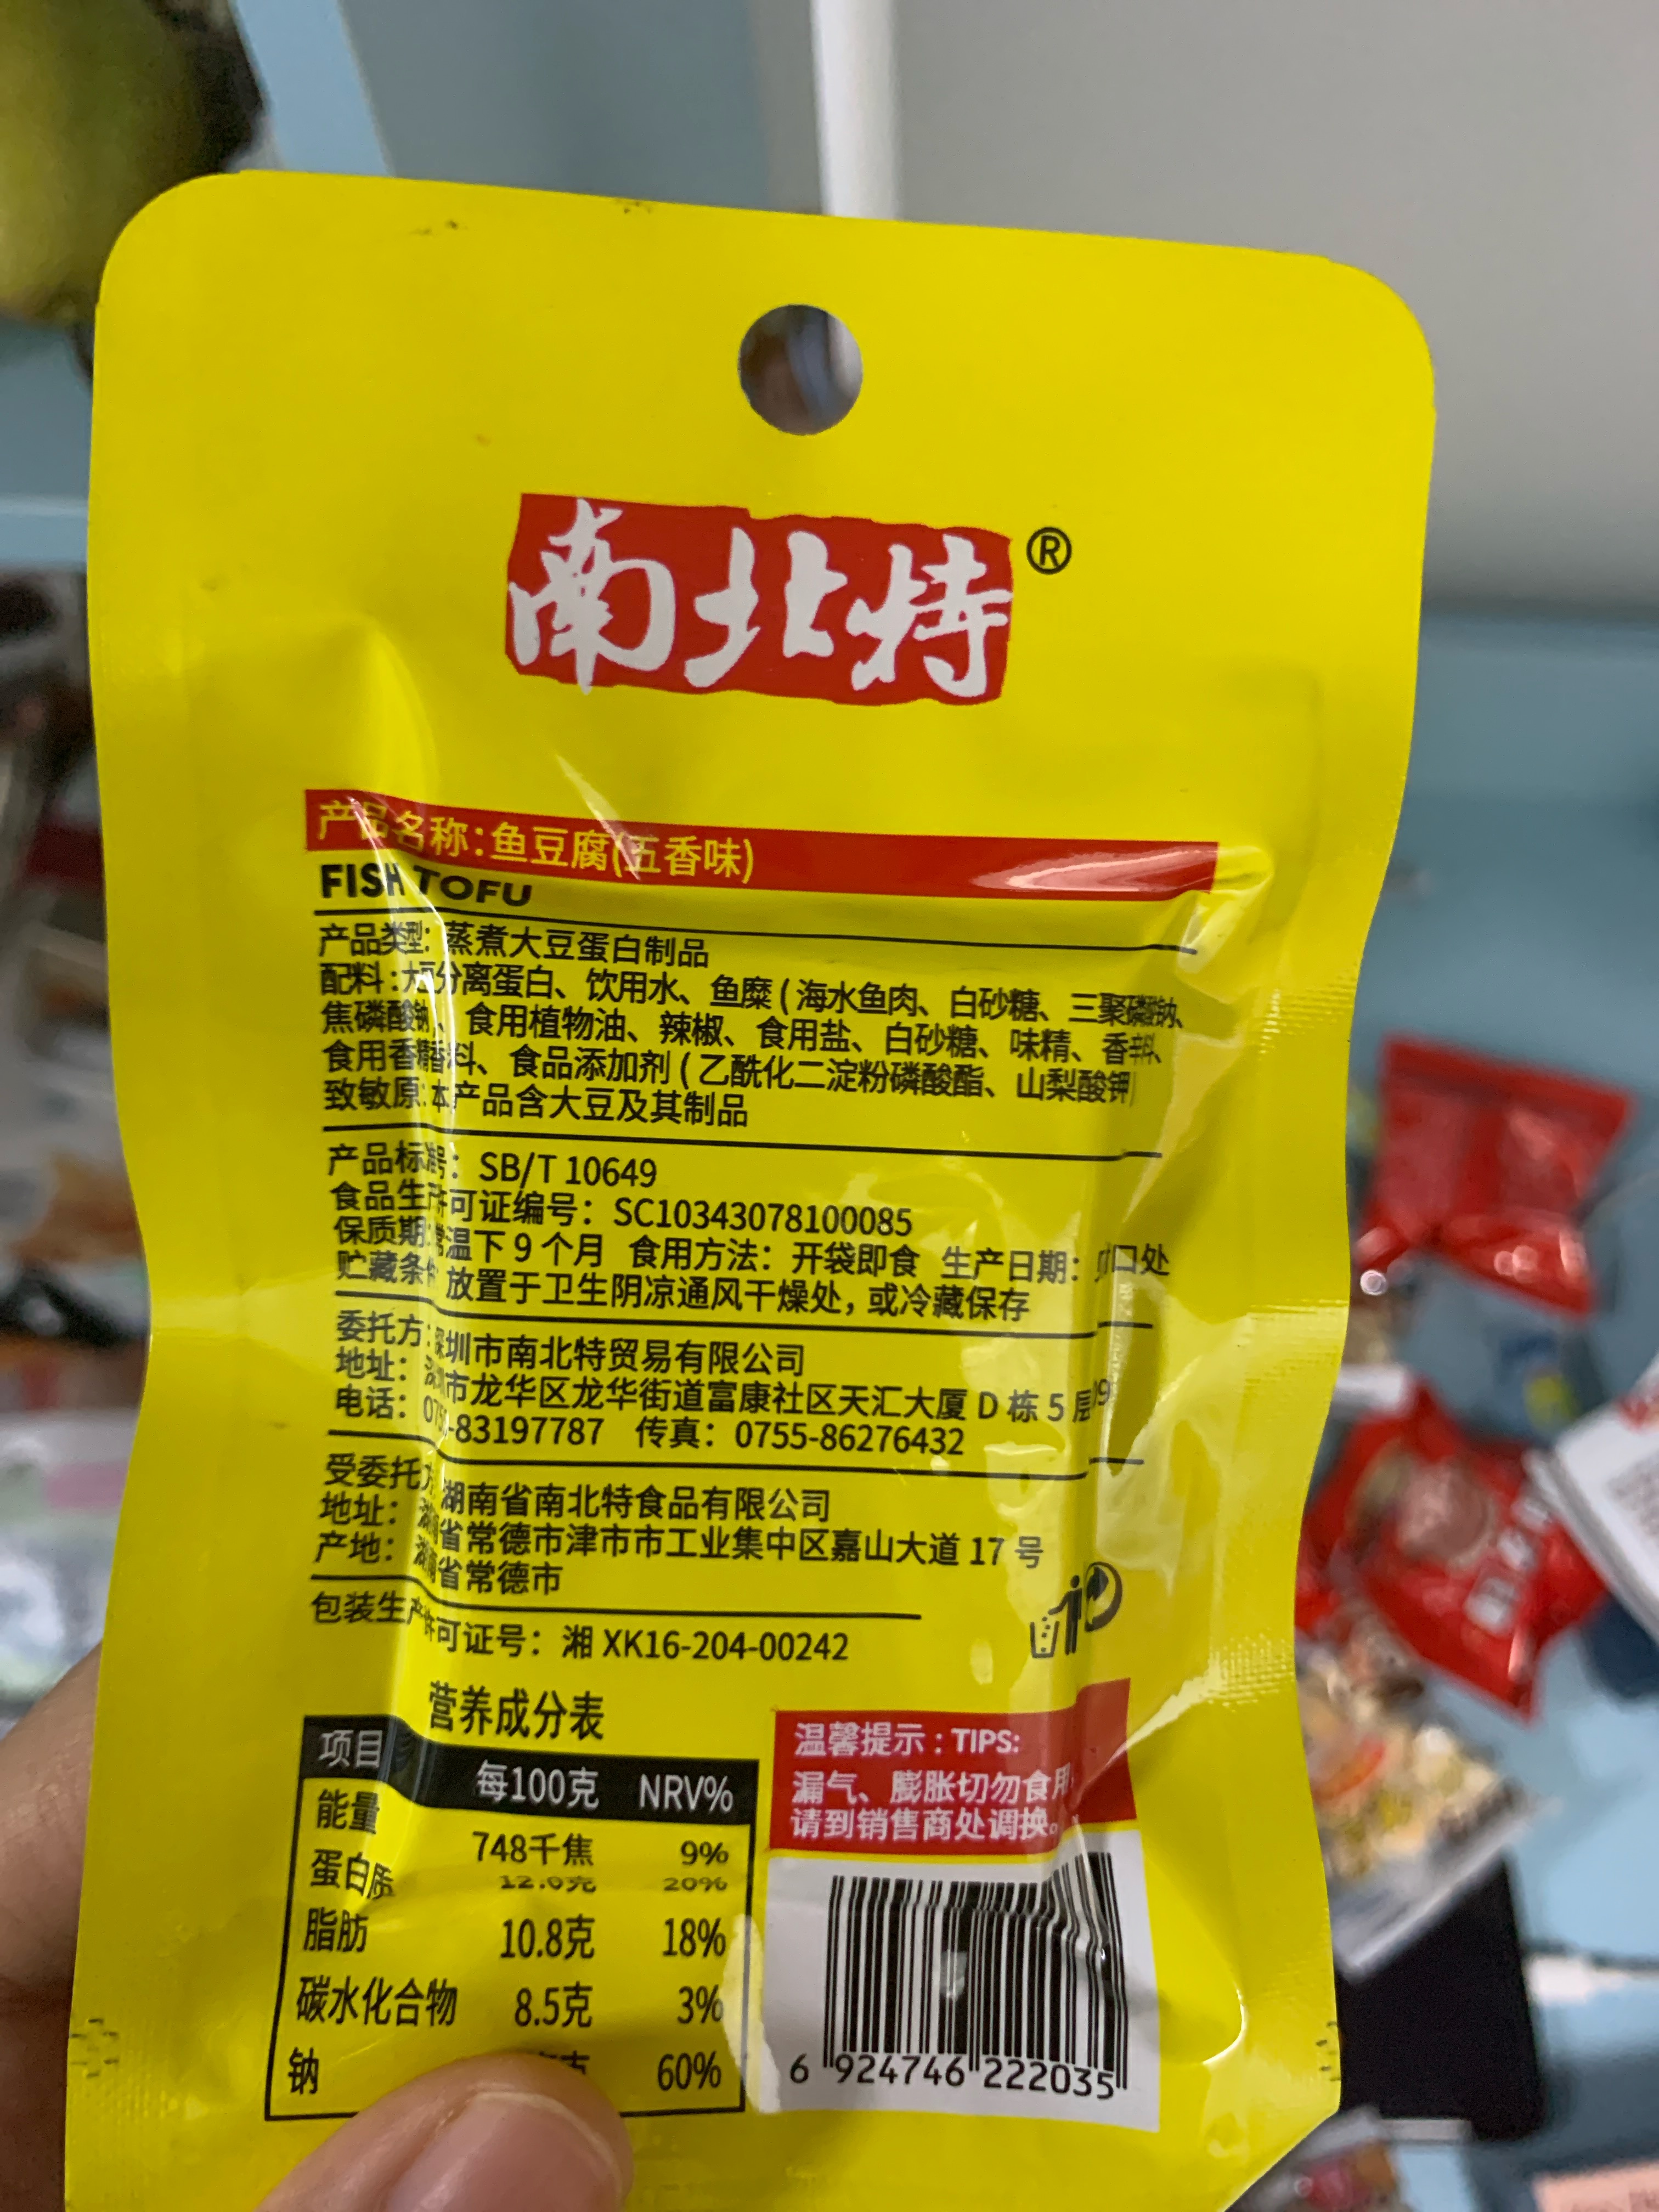 南北特®
产品名称:鱼豆腐(五香味)
FISH TOFU
产品类型: 蒸煮大豆蛋白制品
配料:大豆分离蛋白、饮用水、鱼糜(海水鱼肉、白砂糖、三聚磷酸钠、
焦磷酸钠)、食用植物油、辣椒、食用盐、白砂糖、味精、香辛料、
食用香精香料、食品添加剂(乙酰化二淀粉磷酸酯、山梨酸钾)
致敏原:本产品含大豆及其制品
产品标准号: SB/T 10649
食品生产许可证编号: SC10343078100085
保质期:常温下9个月 食用方法: 开袋即食 生产日期: 封口处
贮藏条件 放置于卫生阴凉通风干燥处, 或冷藏保存
委托方:深圳市南北特贸易有限公司
地址: 深圳市龙华区龙华街道富康社区天汇大厦 D 栋 5 层
电话: 0755-83197787 传真: 0755-86276432
受委托方:湖南省南北特食品有限公司
地址: 湖南省常德市津市市工业集中区嘉山大道 17 号
产地: 湖南省常德市
包装生产许可证号: 湘 XK16-204-00242
营养成分表
项目 每100克 NRV%
能量 748千焦 9%
蛋白质 12.0克 20%
脂肪 10.8克 18%
碳水化合物 8.5克 3%
钠 60%
温馨提示: TIPS:
漏气、膨胀切勿食用,
请到销售商处调换。
6 924746 222035